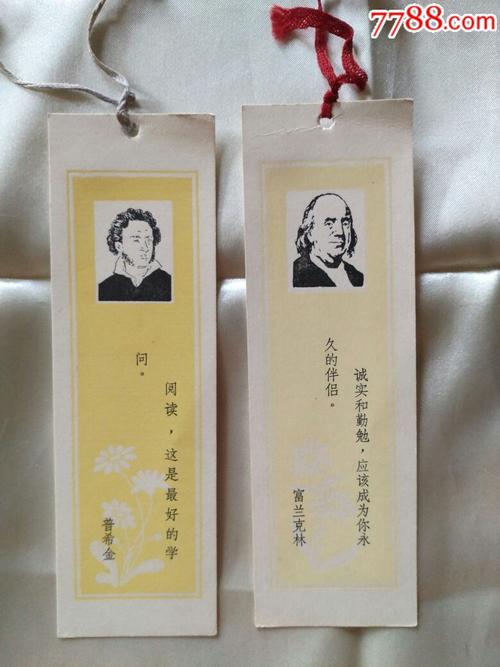 7788.com
阅读，这是最好的学
问。
普希金
诚实和勤勉，应该成为你永
久的伴侣。
富兰克林